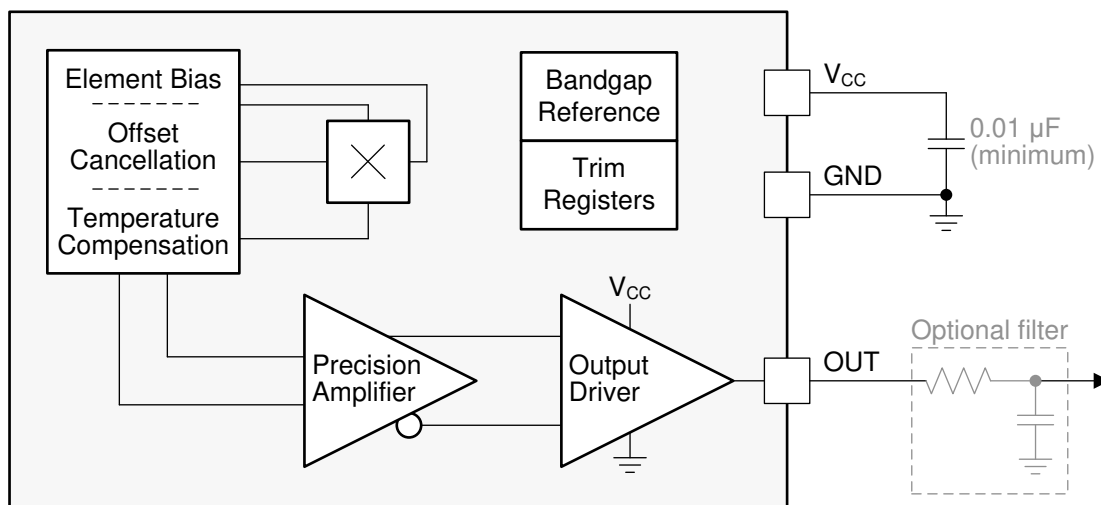 Element Bias
Offset
Cancellation
Temperature
Compensation
Bandgap
Reference
Trim
Registers
VCC
0.01 µF
(minimum)
GND
Precision
Amplifier
VCC
Output
Driver
OUT
Optional filter